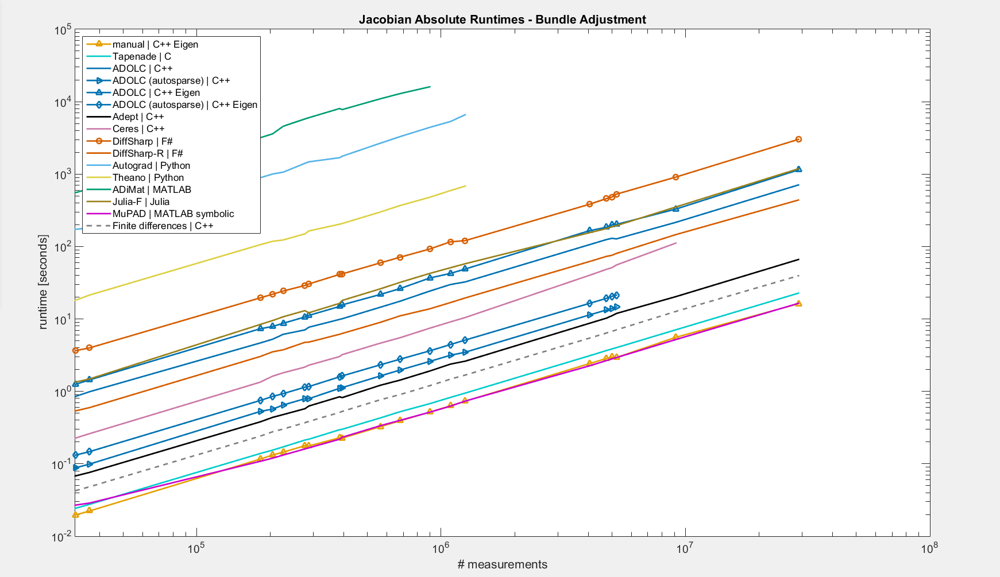 Jacobian Absolute Runtimes - Bundle Adjustment
10^5
10^4
10^3
10^2
10^1
10^0
10^-1
10^-2
runtime [seconds]
manual | C++ Eigen
Tapenade | C
ADOLC | C++
ADOLC (autosparse) | C++
ADOLC | C++ Eigen
ADOLC (autosparse) | C++ Eigen
Adept | C++
Ceres | C++
DiffSharp | F#
DiffSharp-R | F#
Autograd | Python
Theano | Python
ADiMat | MATLAB
Julia-F | Julia
MuPAD | MATLAB symbolic
Finite differences | C++
10^5 10^6 10^7 10^8
# measurements